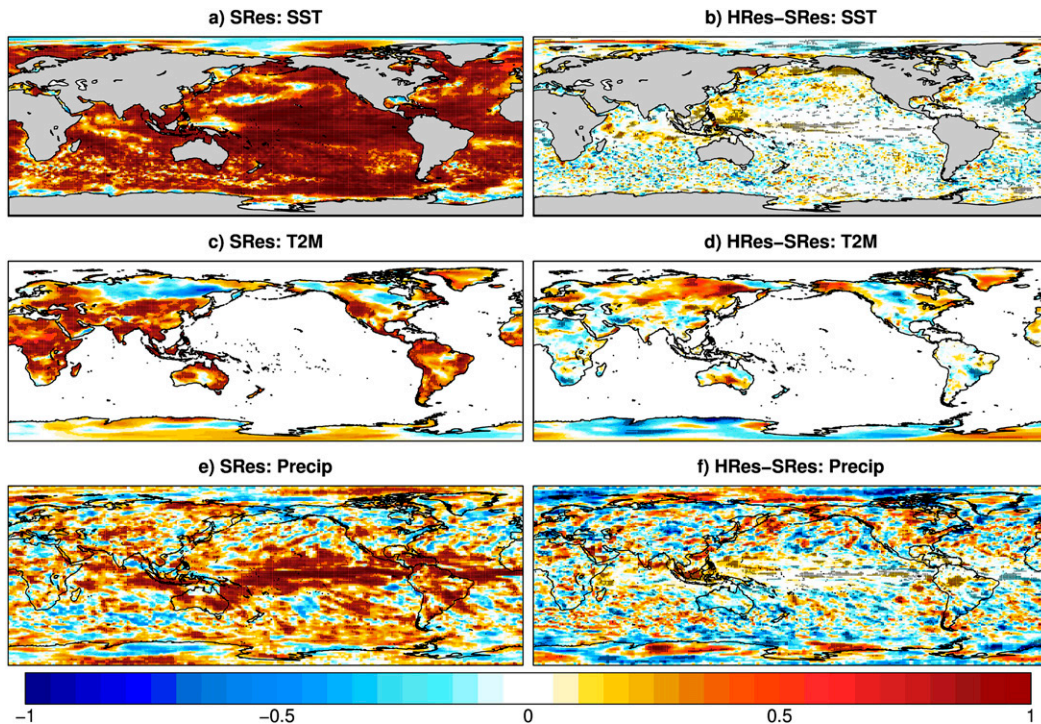 a) SRes: SST
b) HRes−SRes: SST
c) SRes: T2M
d) HRes−SRes: T2M
e) SRes: Precip
f) HRes−SRes: Precip
−1
−0.5
0
0.5
1